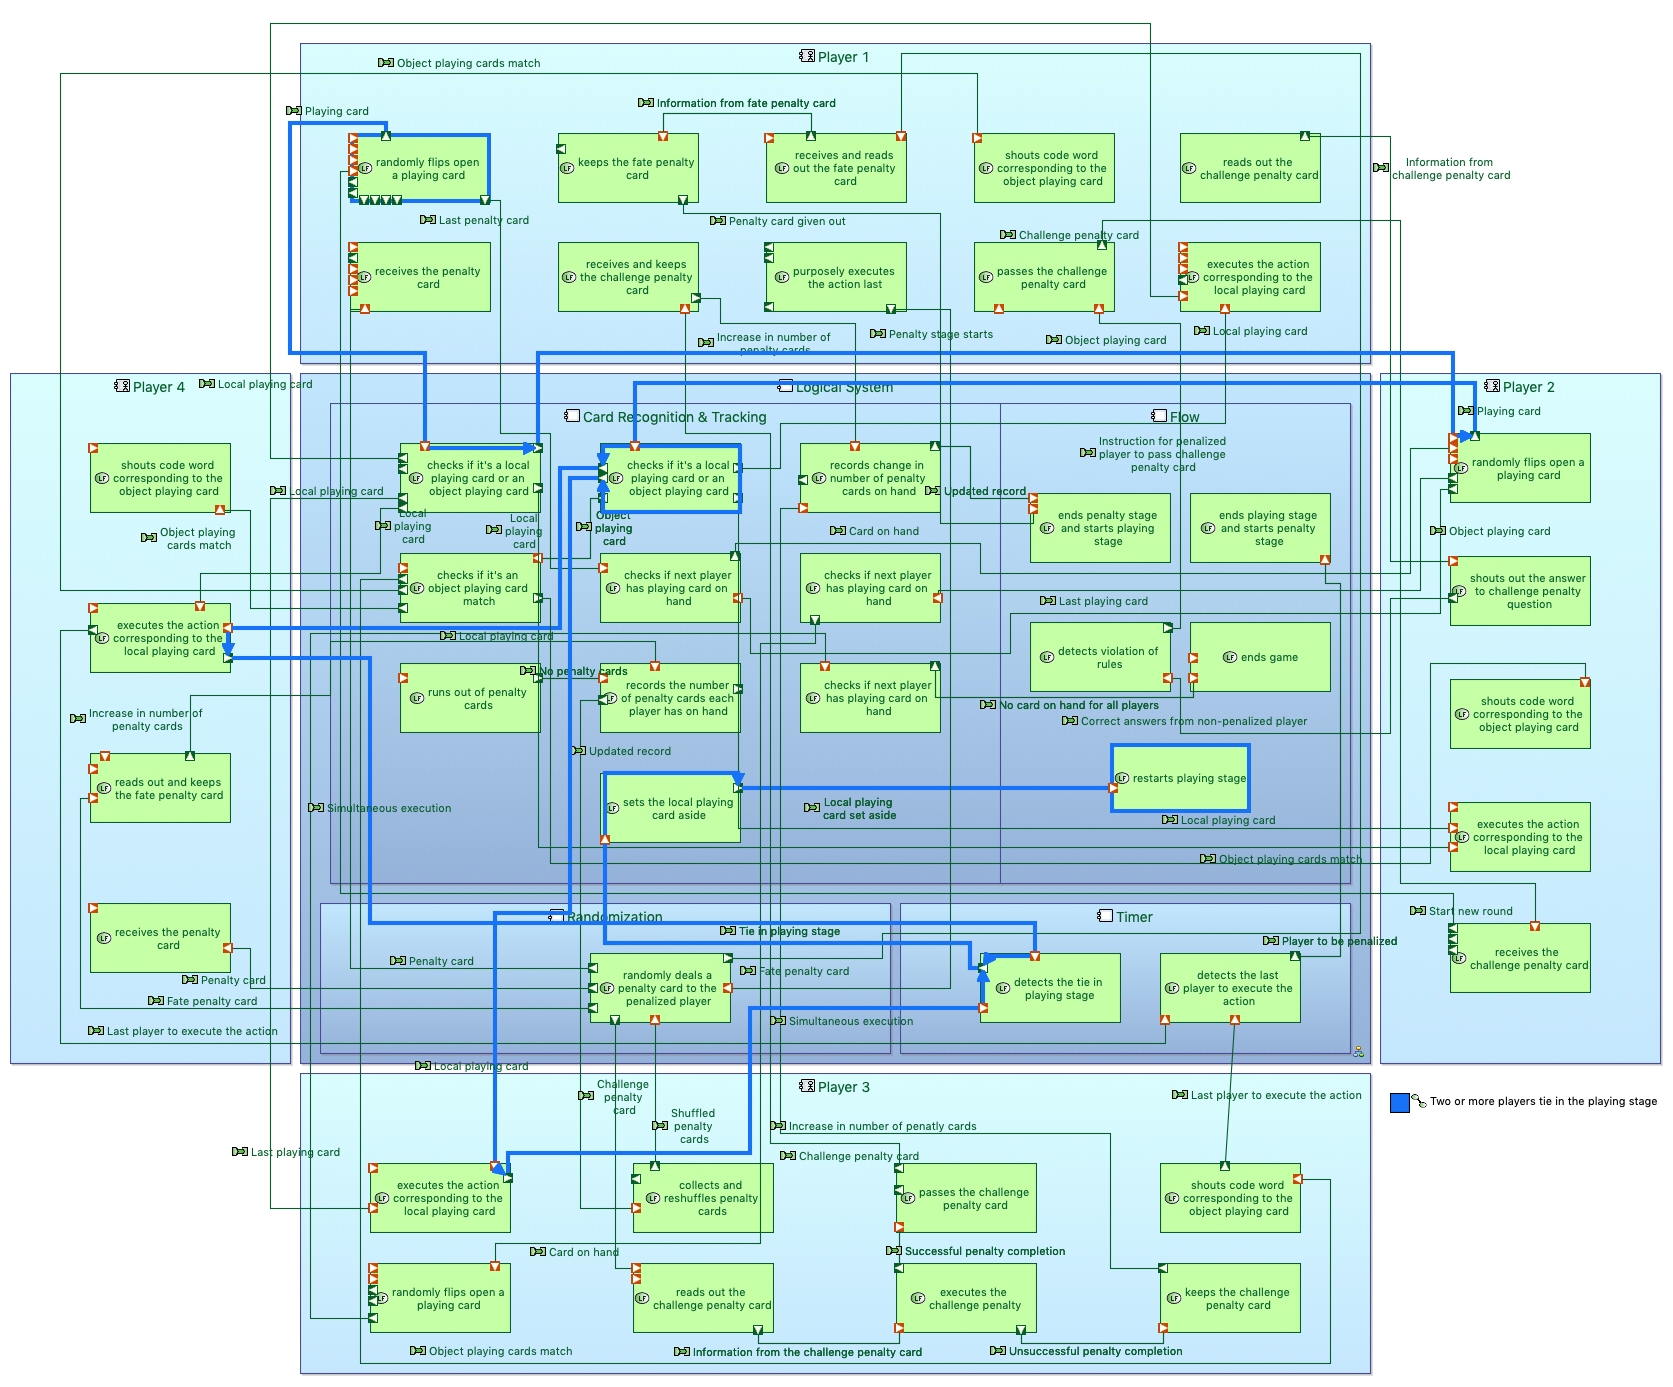 Player 1
Object playing cards match
Playing card
Information from fate penalty card
randomly flips open
a playing card
keeps the fate penalty
card
receives and reads
out the fate penalty
card
shouts code word
corresponding to the
object playing card
reads out the
challenge penalty card
Information from
challenge penalty card
Last penalty card
Penalty card given out
Challenge penalty card
receives the penalty
card
receives and keeps
the challenge penalty
card
purposely executes
the action last
passes the challenge
penalty card
executes the action
corresponding to the
local playing card
Increase in number of
penalty cards
Penalty stage starts
Object playing card
Local playing card
Player 4
Local playing card
Logical System
Player 2
Card Recognition & Tracking
Flow
Playing card
shouts code word
corresponding to the
object playing card
checks if it's a local
playing card or an
object playing card
checks if it's a local
playing card or an
object playing card
records change in
number of penalty
cards on hand
Instruction for penalized
player to pass challenge
penalty card
randomly flips open a
playing card
Local playing card
Updated record
Object playing
cards match
Local
playing
card
Local
playing
card
Object
playing
card
Card on hand
ends penalty stage
and starts playing
stage
ends playing stage
and starts penalty
stage
Object playing card
checks if it's an
object playing card
match
checks if next player
has playing card on
hand
checks if next player
has playing card on
hand
shouts out the answer
to challenge penalty
question
executes the action
corresponding to the
local playing card
Last playing card
Local playing card
detects violation of
rules
ends game
No penalty cards
runs out of penalty
cards
records the number
of penalty cards each
player has on hand
checks if next player
has playing card on
hand
No card on hand for all players
Correct answers from non-penalized player
shouts code word
corresponding to the
object playing card
Increase in number of
penalty cards
Updated record
reads out and keeps
the fate penalty card
restarts playing stage
Simultaneous execution
sets the local playing
card aside
Local playing
card set aside
Local playing card
executes the action
corresponding to the
local playing card
Object playing cards match
receives the penalty
card
Randomization
Timer
Start new round
Tie in playing stage
Player to be penalized
receives the
challenge penalty card
Penalty card
Penalty card
Fate penalty card
randomly deals a
penalty card to the
penalized player
Fate penalty card
detects the tie in
playing stage
detects the last
player to execute the
action
Last player to execute the action
Simultaneous execution
Local playing card
Player 3
Challenge
penalty
card
Last player to execute the action
Two or more players tie in the playing stage
Shuffled
penalty
cards
Increase in number of penatly cards
Last playing card
Challenge penalty card
executes the action
corresponding to the
local playing card
collects and
reshuffles penalty
cards
passes the challenge
penalty card
shouts code word
corresponding to the
object playing card
Card on hand
Successful penalty completion
randomly flips open a
playing card
reads out the
challenge penalty card
executes the
challenge penalty
keeps the challenge
penalty card
Object playing cards match
Information from the challenge penalty card
Unsuccessful penalty completion